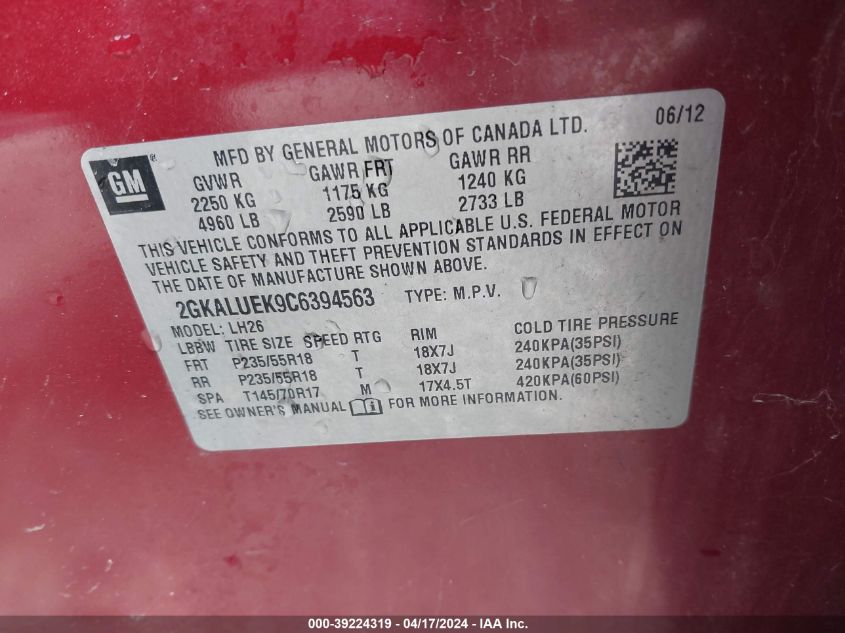 06/12
MFD BY GENERAL MOTORS OF CANADA LTD.
GM
GVWR GAWR FRT GAWR RR
2250 KG 1175 KG 1240 KG
4960 LB 2590 LB 2733 LB
THIS VEHICLE CONFORMS TO ALL APPLICABLE U.S. FEDERAL MOTOR
VEHICLE SAFETY AND THEFT PREVENTION STANDARDS IN EFFECT ON
THE DATE OF MANUFACTURE SHOWN ABOVE.
2GKALUEK9C6394563 TYPE: M.P.V.
MODEL: LH26
LBBW TIRE SIZE SPEED RTG RIM COLD TIRE PRESSURE
FRT P235/55R18 T 18X7J 240KPA(35PSI)
RR P235/55R18 T 18X7J 240KPA(35PSI)
SPA T145/70R17 M 17X4.5T 420KPA(60PSI)
SEE OWNER'S MANUAL FOR MORE INFORMATION.
000-39224319 - 04/17/2024 - IAA Inc.